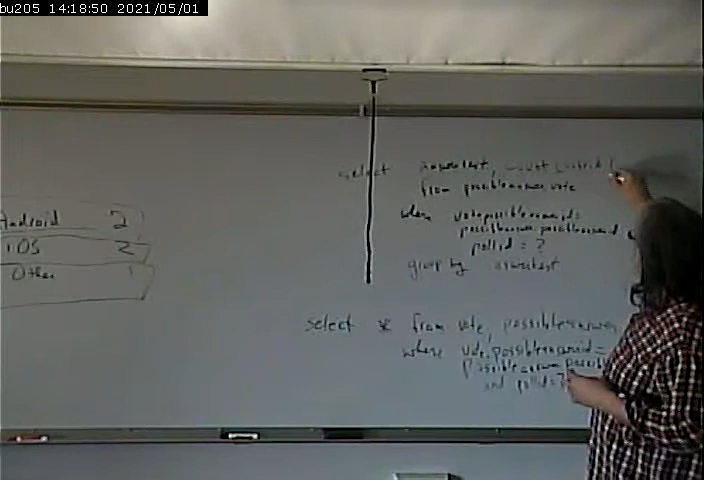 bu205 14:18:50 2021/05/01
select answertext, count (voteid)
from possibleanswer, vote
where vote.possibleanswerid =
possibleanswer.possibleanswerid
pollid = ?
group by answertext
Android 2
iOS 2
Other 1
select * from vote, possibleanswer
where vote.possibleanswerid =
possibleanswer.possibl
and pollid = ?